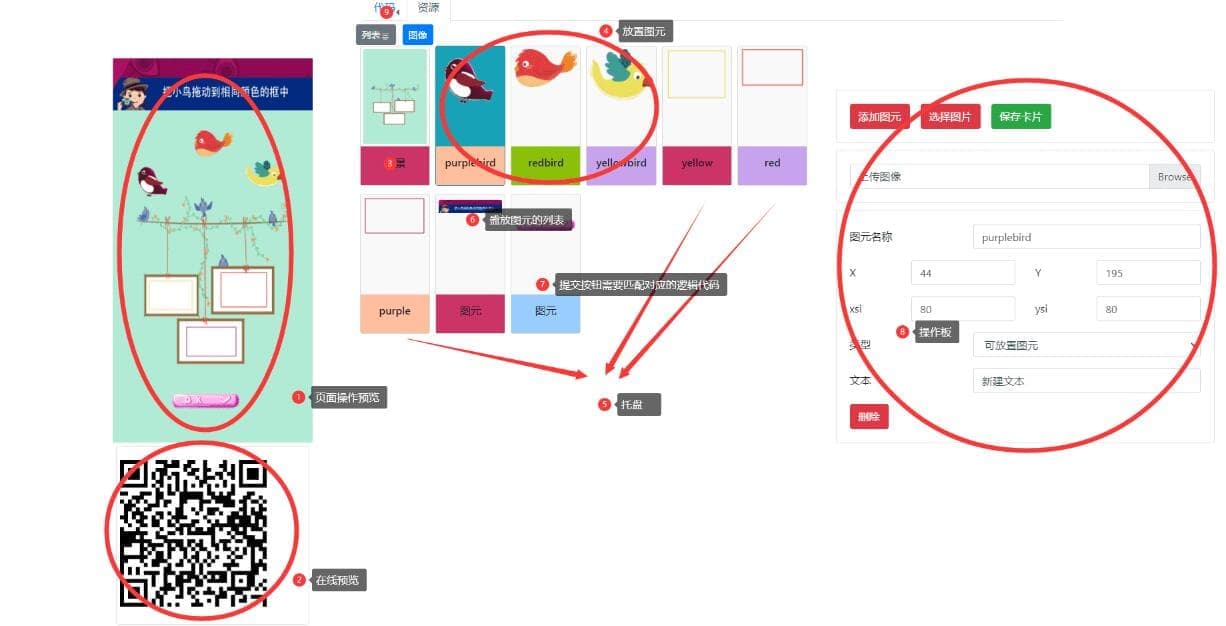 代码
9
资源
列表
图像
4 放置图元
把小鸟拖动到相同颜色的框中
3 景
purplebird
redbird
yellowbird
yellow
red
6 播放图元的列表
7 提交按钮需要匹配对应的逻辑代码
purple
图元
图元
1 页面操作预览
5 托盘
2 在线预览
添加图元
选择图片
保存卡片
上传图像
Browse
图元名称
purplebird
X
44
Y
195
xsi
80
ysi
80
8 操作板
类型
可放置图元
文本
新建文本
删除